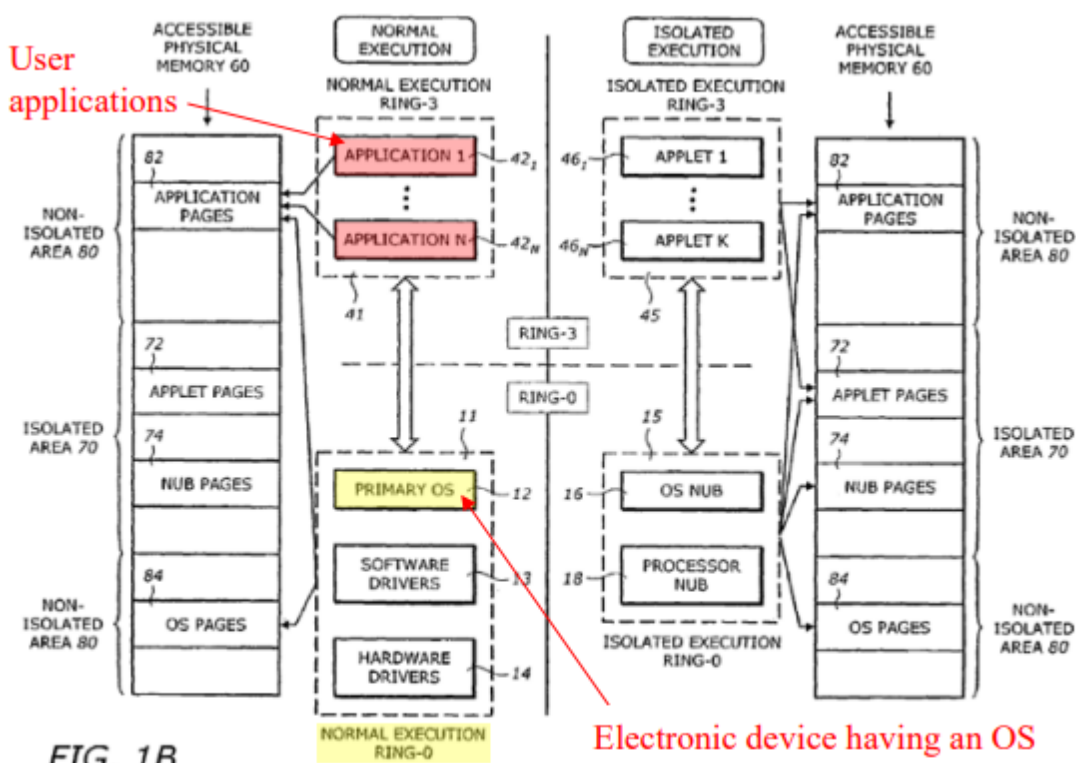 ACCESSIBLE
PHYSICAL
MEMORY 60
NORMAL
EXECUTION
ISOLATED
EXECUTION
ACCESSIBLE
PHYSICAL
MEMORY 60
User
applications
NORMAL EXECUTION
RING-3
ISOLATED EXECUTION
RING-3
82
APPLICATION
PAGES
APPLICATION 1
42₁
46₁
APPLET 1
82
APPLICATION
PAGES
NON-
ISOLATED
AREA 80
APPLICATION N
42N
46N
APPLET K
NON-
ISOLATED
AREA 80
41
45
RING-3
RING-0
72
APPLET PAGES
72
APPLET PAGES
ISOLATED
AREA 70
74
NUB PAGES
11
15
74
NUB PAGES
ISOLATED
AREA 70
PRIMARY OS
12
16
OS NUB
SOFTWARE
DRIVERS
13
18
PROCESSOR
NUB
84
OS PAGES
84
OS PAGES
NON-
ISOLATED
AREA 80
NON-
ISOLATED
AREA 80
HARDWARE
DRIVERS
14
ISOLATED EXECUTION
RING-0
NORMAL EXECUTION
RING-0
Electronic device having an OS
FIG. 1B